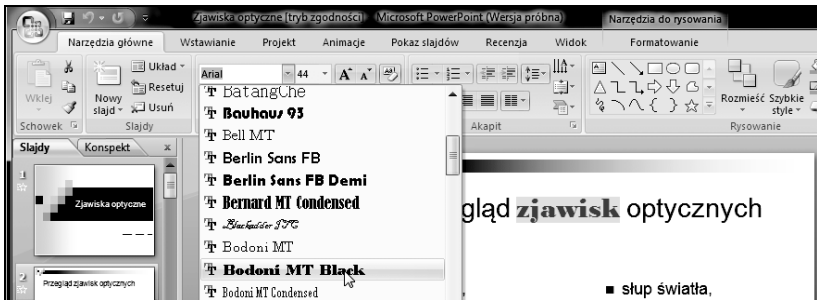 Zjawiska optyczne [tryb zgodności] - Microsoft PowerPoint (Wersja próbna)
Narzędzia do rysowania
Narzędzia główne Wstawianie Projekt Animacje Pokaz slajdów Recenzja Widok Formatowanie
Wklej
Nowy slajd
Układ
Resetuj
Usuń
Arial 44
Rozmieść
Szybkie style
Schowek Slajdy Akapit Rysowanie
Slajdy Konspekt x
BatangChe
Bauhaus 93
Bell MT
Berlin Sans FB
Berlin Sans FB Demi
Bernard MT Condensed
Blackadder ITC
Bodoni MT
Bodoni MT Black
Bodoni MT Condensed
1
Zjawiska optyczne
2
Przegląd zjawisk optycznych
gląd zjawisk optycznych
■ słup światła,